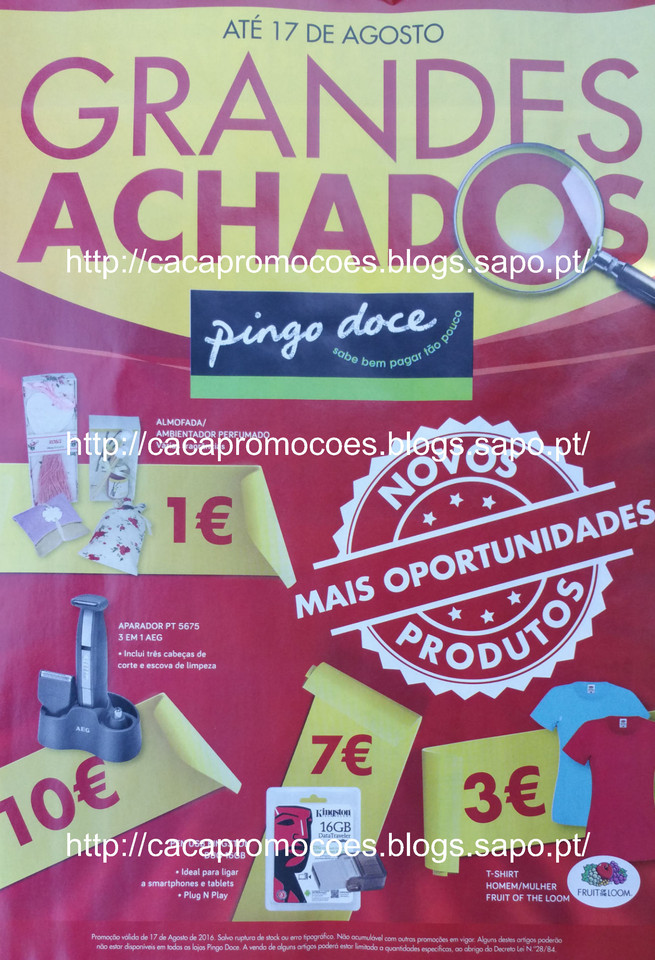 ATÉ 17 DE AGOSTO
GRANDES
ACHADOS
http://cacapromocoes.blogs.sapo.pt/
pingo doce
sabe bem pagar tão pouco
ALMOFADA/
AMBIENTADOR PERFUMADO
http://cacapromocoes.blogs.sapo.pt/
1€
NOVOS
MAIS OPORTUNIDADES
PRODUTOS
APARADOR PT 5675
3 EM 1 AEG
• Inclui três cabeças de
corte e escova de limpeza
AEG
10€
7€
3€
Kingston
16GB
DataTraveler
http://cacapromocoes.blogs.sapo.pt/
• Ideal para ligar
a smartphones e tablets
• Plug N Play
T-SHIRT
HOMEM/MULHER
FRUIT OF THE LOOM
FRUIT OF THE LOOM
Promoção válida de 17 de Agosto de 2016. Salvo ruptura de stock ou erro tipográfico. Não acumulável com outras promoções em vigor. Alguns destes artigos poderão
não estar disponíveis em todas as lojas Pingo Doce. A venda de alguns artigos poderá estar limitada a quantidades específicas, ao abrigo do Decreto Lei N.º28/84.